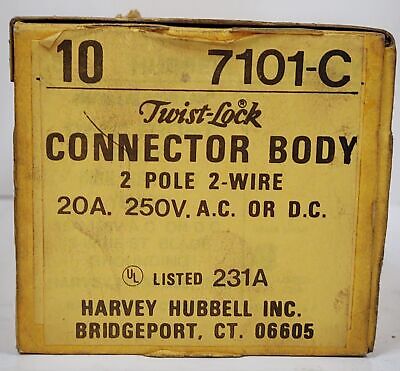 10 7101-C
Twist-Lock®
CONNECTOR BODY
2 POLE 2-WIRE
20A. 250V. A.C. OR D.C.
UL LISTED 231A
HARVEY HUBBELL INC.
BRIDGEPORT, CT. 06605